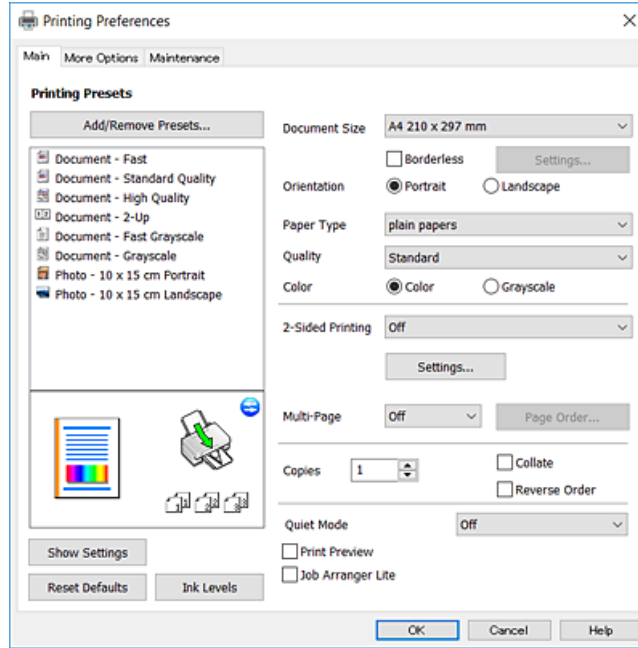 Printing Preferences
Main More Options Maintenance
Printing Presets
Add/Remove Presets...
Document - Fast
Document - Standard Quality
Document - High Quality
Document - 2-Up
Document - Fast Grayscale
Document - Grayscale
Photo - 10 x 15 cm Portrait
Photo - 10 x 15 cm Landscape
Show Settings
Reset Defaults Ink Levels
Document Size A4 210 x 297 mm
Borderless Settings...
Orientation Portrait Landscape
Paper Type plain papers
Quality Standard
Color Color Grayscale
2-Sided Printing Off
Settings...
Multi-Page Off Page Order...
Copies 1 Collate
Reverse Order
Quiet Mode Off
Print Preview
Job Arranger Lite
OK Cancel Help